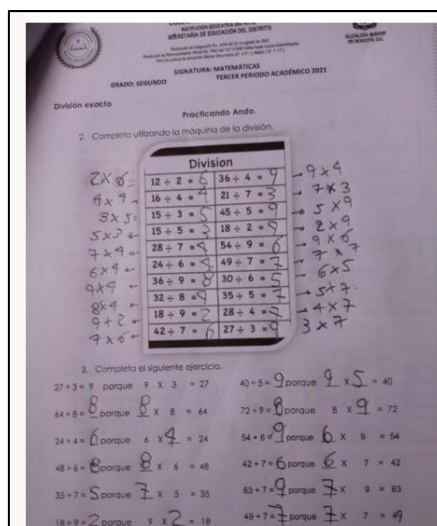 INSTITUCIÓN EDUCATIVA
SECRETARIA DE EDUCACIÓN DEL DISTRITO
ALCALDÍA MAYOR
DE BOGOTÁ D.C.
SIGNATURA: MATEMÁTICAS
GRADO: SEGUNDO TERCER PERIODO ACADÉMICO 2021
División exacta
Practicando Ando.
2. Completa utilizando la máquina de la división.
Division
2x6= 12 ÷ 2 = 6 36 ÷ 4 = 9 9x4
4x4 16 ÷ 4 = 4 21 ÷ 7 = 3 7x3
3x5= 15 ÷ 3 = 5 45 ÷ 5 = 9 5x9
5x3 15 ÷ 5 = 3 18 ÷ 2 = 9 2x9
7x4 28 ÷ 7 = 4 54 ÷ 9 = 6 9x6
6x4 24 ÷ 6 = 4 49 ÷ 7 = 7 7x7
9x4 36 ÷ 9 = 30 ÷ 6 = 5 6x5
8x4 32 ÷ 8 = 35 ÷ 5 = 7 5x7
9+2 18 ÷ 9 = 2 28 ÷ 4 = 7 4x7
7x6 42 ÷ 7 = 6 27 ÷ 3 = 9 3x7
3. Completa el siguiente ejercicio.
27÷3= 9 porque 9 X 3 = 27 40÷5= 9 porque 9 X 5 = 40
64÷8= 8 porque 8 X 8 = 64 72÷9= 8 porque 8 X 9 = 72
24÷4= 6 porque 6 X 4 = 24 54÷6= 9 porque 6 X 9 = 54
48÷6= 8 porque 8 X 6 = 48 42÷7= 6 porque 6 X 7 = 42
35÷7= 5 porque 7 X 5 = 35 63÷7= 9 porque 7 X 9 = 63
18÷9= 2 porque 9 X 2 = 18 49÷7= 7 porque 7 X 7 = 49